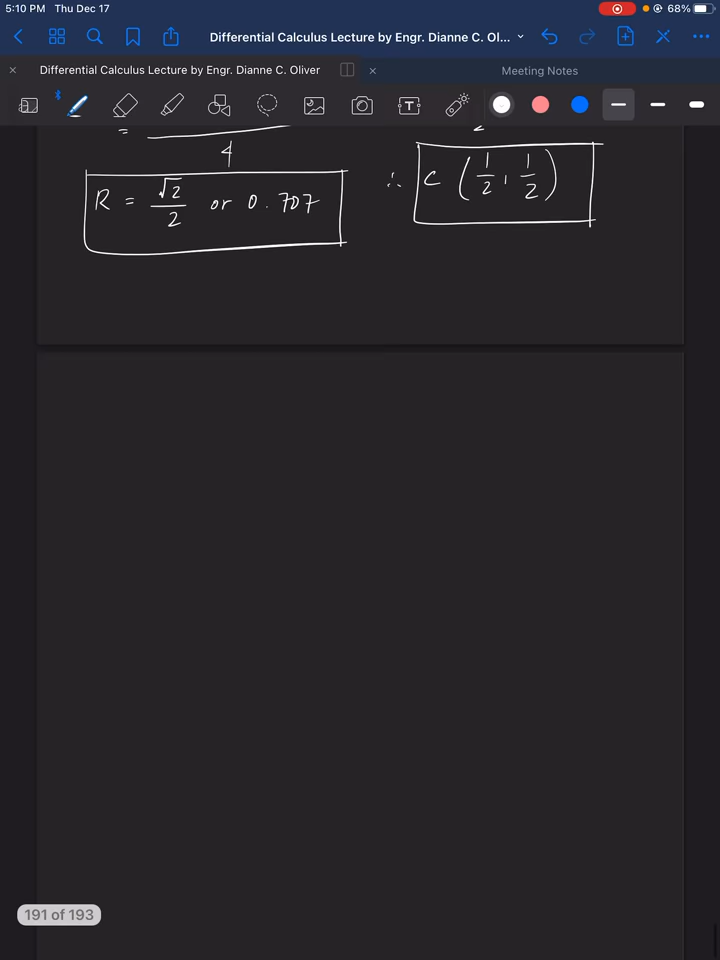 5:10 PM Thu Dec 17
68%
Differential Calculus Lecture by Engr. Dianne C. Ol...
Differential Calculus Lecture by Engr. Dianne C. Oliver
Meeting Notes
=
4
R = √2/2 or 0.707
∴ C (1/2, 1/2)
191 of 193